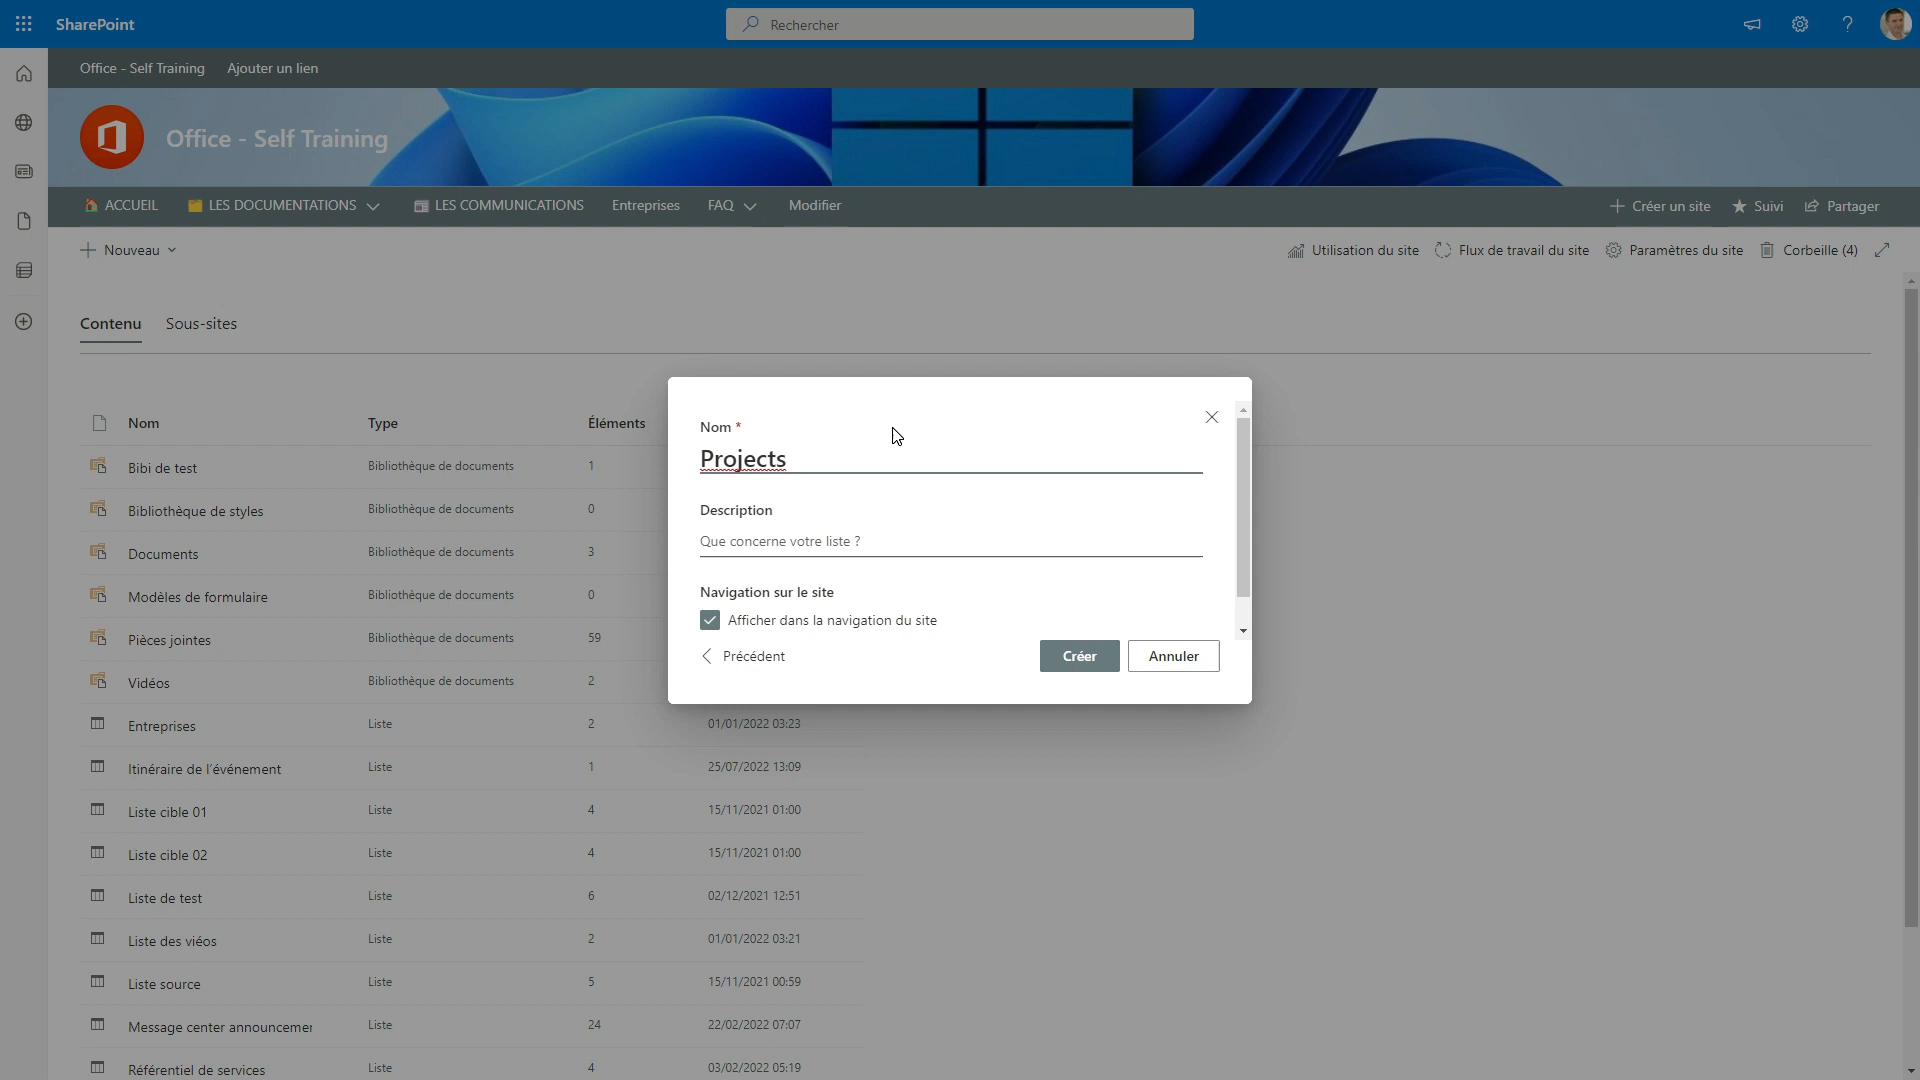 SharePoint
Rechercher
Office - Self Training
Ajouter un lien
Office - Self Training
ACCUEIL
LES DOCUMENTATIONS
LES COMMUNICATIONS
Entreprises
FAQ
Modifier
Créer un site
Suivi
Partager
Nouveau
Utilisation du site
Flux de travail du site
Paramètres du site
Corbeille (4)
Contenu
Sous-sites
Nom
Type
Éléments
Bibi de test
Bibliothèque de documents
1
Bibliothèque de styles
Bibliothèque de documents
0
Documents
Bibliothèque de documents
3
Modèles de formulaire
Bibliothèque de documents
0
Pièces jointes
Bibliothèque de documents
59
Vidéos
Bibliothèque de documents
2
Entreprises
Liste
2
01/01/2022 03:23
Itinéraire de l'événement
Liste
1
25/07/2022 13:09
Liste cible 01
Liste
4
15/11/2021 01:00
Liste cible 02
Liste
4
15/11/2021 01:00
Liste de test
Liste
6
02/12/2021 12:51
Liste des viéos
Liste
2
01/01/2022 03:21
Liste source
Liste
5
15/11/2021 00:59
Message center announcemer
Liste
24
22/02/2022 07:07
Référentiel de services
Liste
4
03/02/2022 05:19
Nom *
Projects
Description
Que concerne votre liste ?
Navigation sur le site
Afficher dans la navigation du site
Précédent
Créer
Annuler